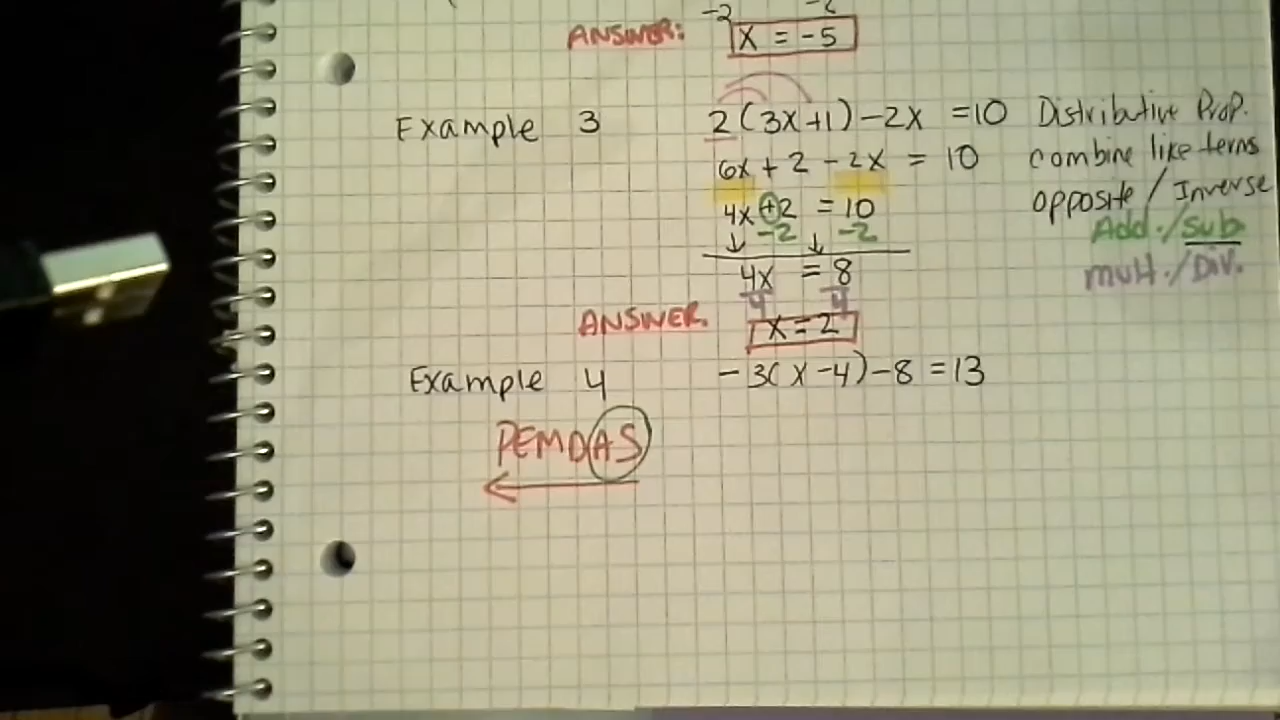 -2 -2
ANSWER: x = -5
Example 3 2(3x+1)-2x =10 Distributive Prop.
6x + 2 - 2x = 10 combine like terms
4x +2 = 10 opposite / Inverse
↓ -2 ↓ -2 Add./Sub
4x = 8 mult./Div.
4 4
ANSWER. x = 2
Example 4 -3(x-4)-8 =13
PEMDAS